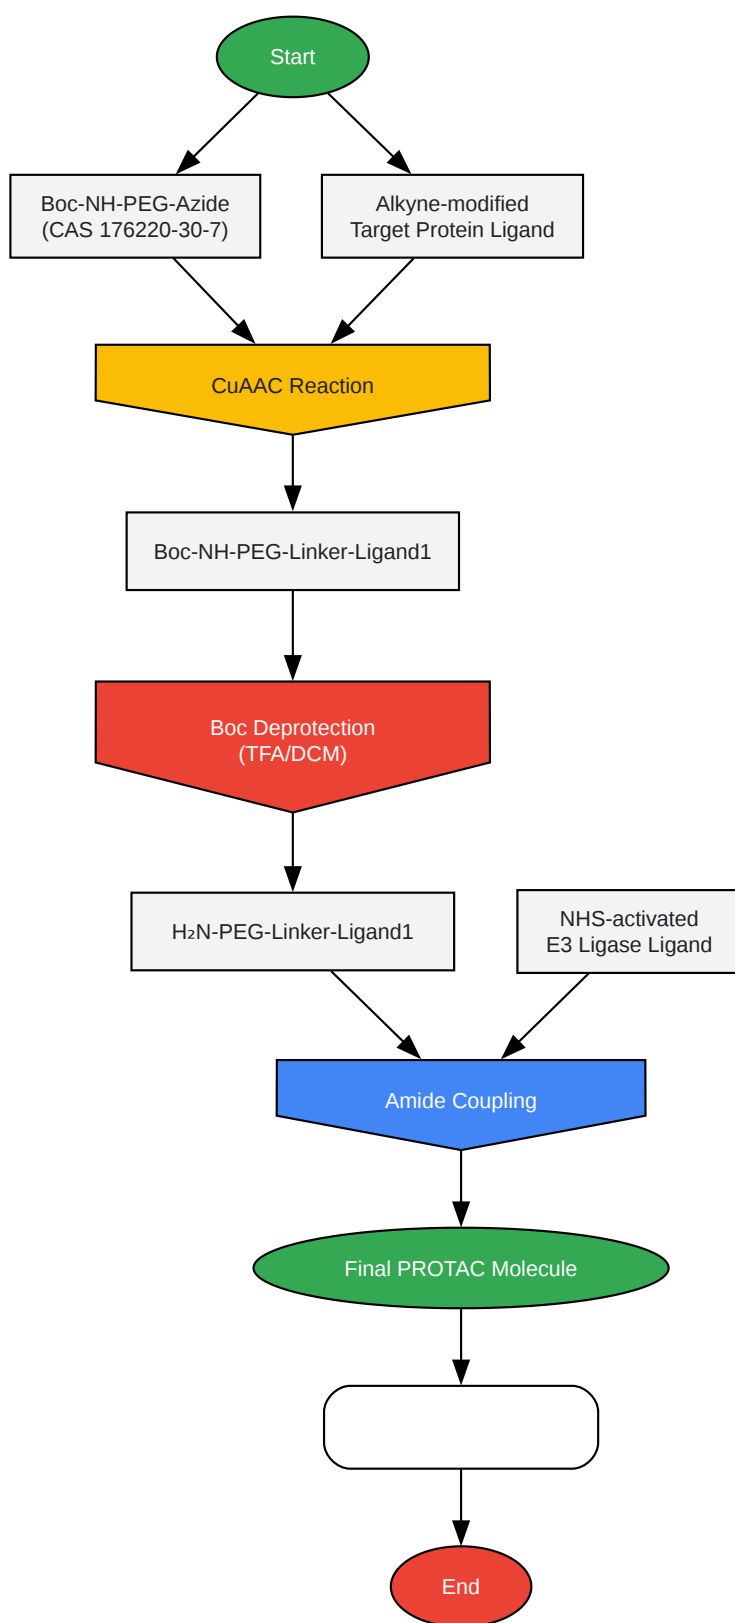 Start
Boc-NH-PEG-Azide
(CAS 176220-30-7)
Alkyne-modified
Target Protein Ligand
CuAAC Reaction
Boc-NH-PEG-Linker-Ligand1
Boc Deprotection
(TFA/DCM)
H₂N-PEG-Linker-Ligand1
NHS-activated
E3 Ligase Ligand
Amide Coupling
Final PROTAC Molecule
End